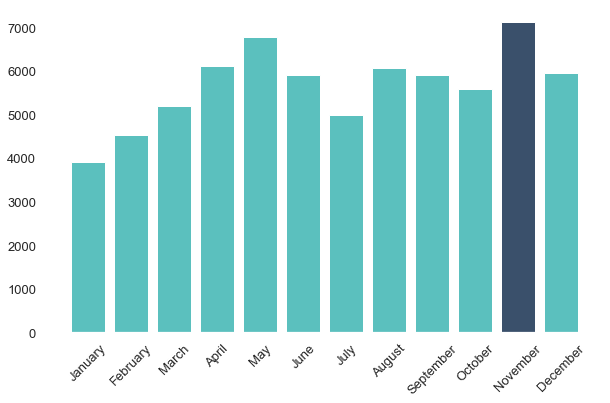 7000
6000
5000
4000
3000
2000
1000
0
January
February
March
April
May
June
July
August
September
October
November
December